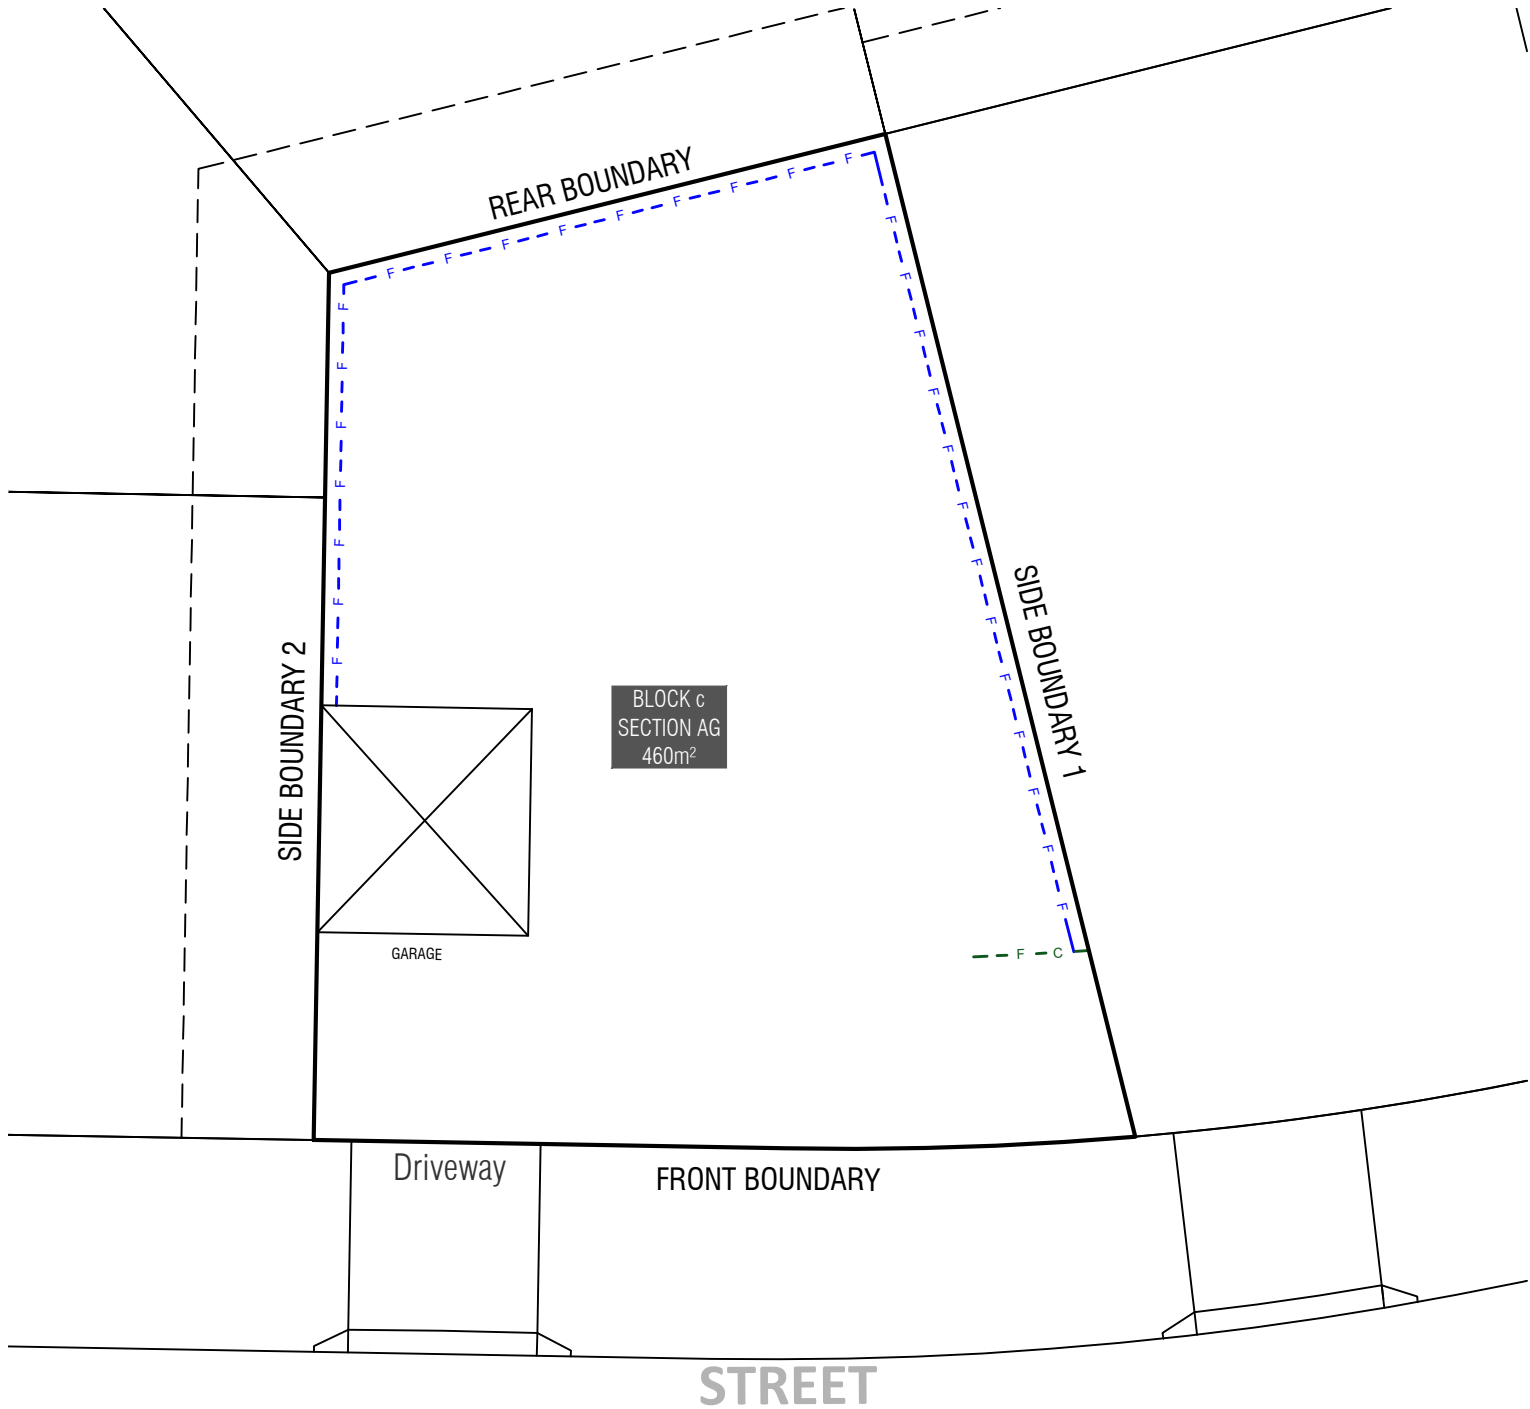 REAR BOUNDARY
F F F F F F F F F
F F F F F F F
F F F F F F F F F F F F F
SIDE BOUNDARY 1
SIDE BOUNDARY 2
BLOCK c
SECTION AG
460m²
GARAGE
F C
Driveway
FRONT BOUNDARY
STREET